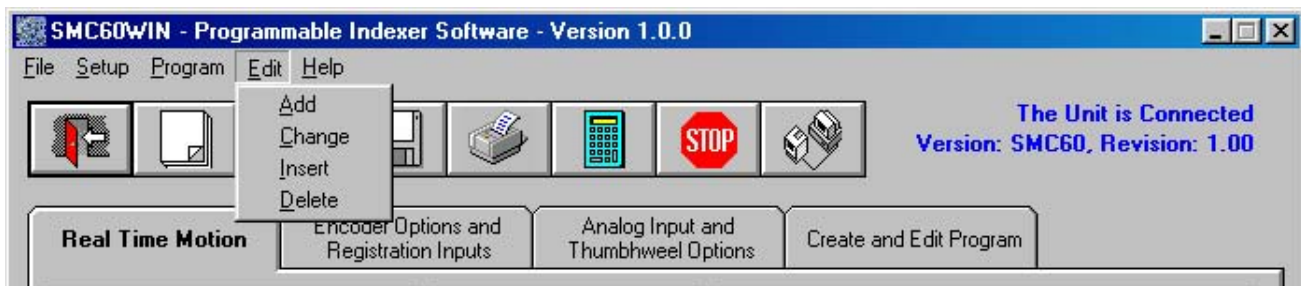 SMC60WIN - Programmable Indexer Software - Version 1.0.0
File Setup Program Edit Help
Add
Change
Insert
Delete
STOP
The Unit is Connected
Version: SMC60, Revision: 1.00
Real Time Motion
Encoder Options and
Registration Inputs
Analog Input and
Thumbhweel Options
Create and Edit Program